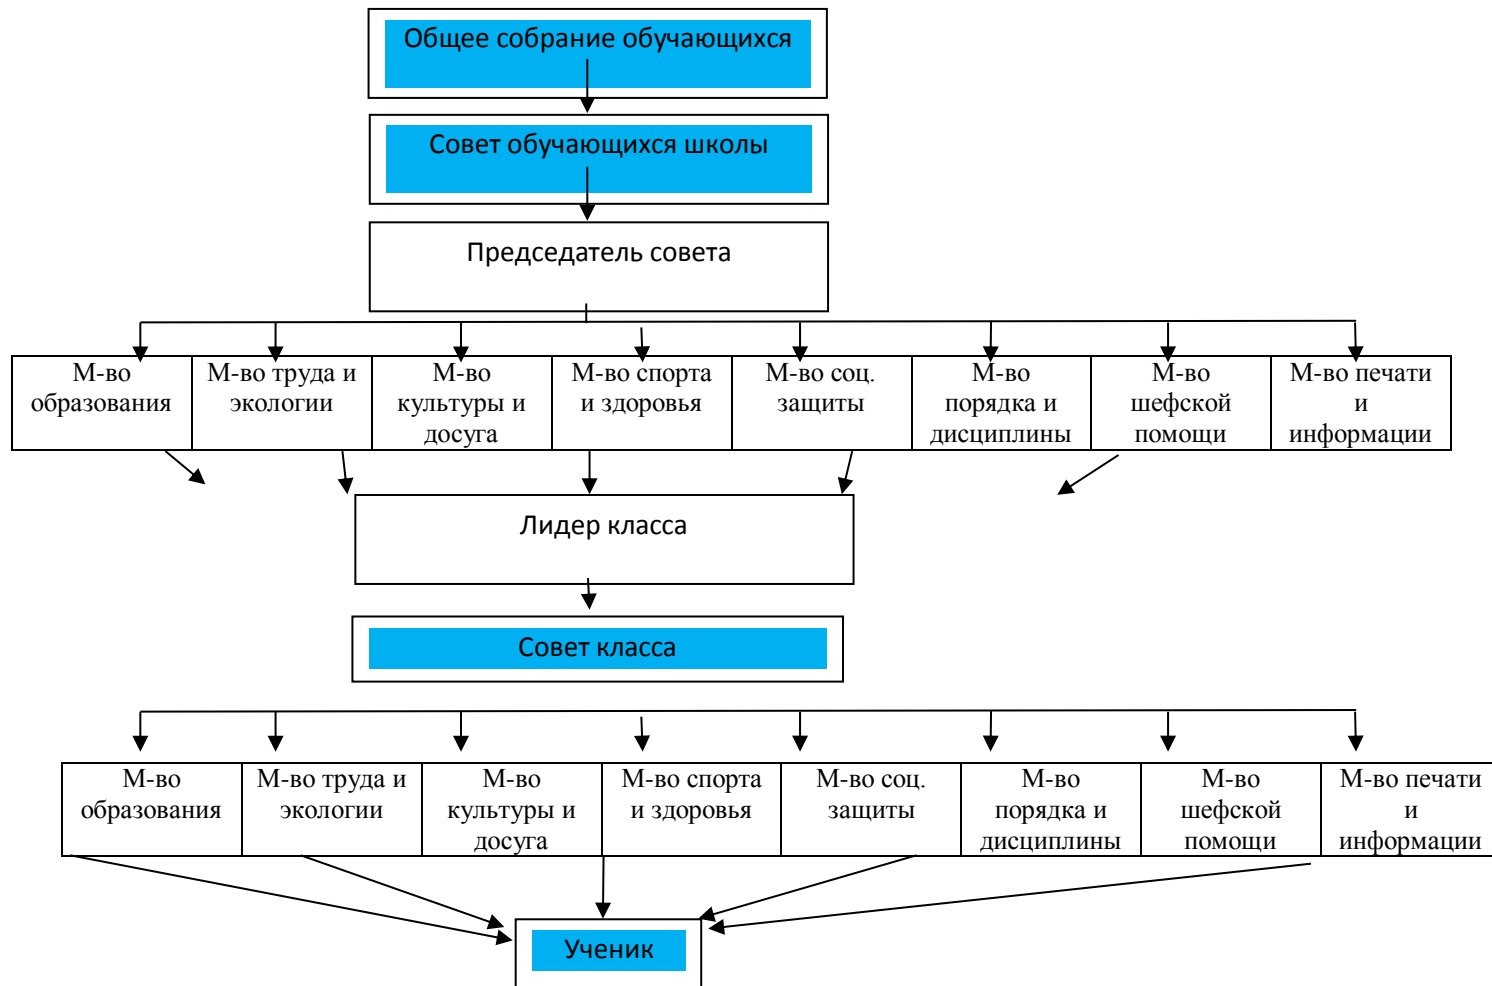 Общее собрание обучающихся
Совет обучающихся школы
Председатель совета
М-во
образования
М-во труда и
экологии
М-во
культуры и
досуга
М-во спорта
и здоровья
М-во соц.
защиты
М-во
порядка и
дисциплины
М-во
шефской
помощи
М-во печати
и
информации
Лидер класса
Совет класса
М-во
образования
М-во труда и
экологии
М-во
культуры и
досуга
М-во спорта
и здоровья
М-во соц.
защиты
М-во
порядка и
дисциплины
М-во
шефской
помощи
М-во печати
и
информации
Ученик